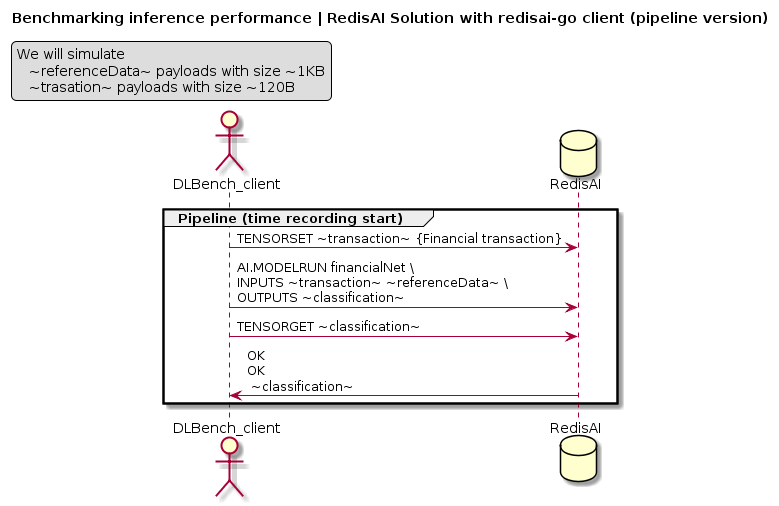 Benchmarking inference performance | RedisAI Solution with redisai-go client (pipeline version)
We will simulate
~referenceData~ payloads with size ~1KB
~trasation~ payloads with size ~120B
DLBench_client
RedisAI
Pipeline (time recording start)
TENSORSET ~transaction~ {Financial transaction}
AI.MODELRUN financialNet \
INPUTS ~transaction~ ~referenceData~ \
OUTPUTS ~classification~
TENSORGET ~classification~
OK
OK
~classification~
DLBench_client
RedisAI